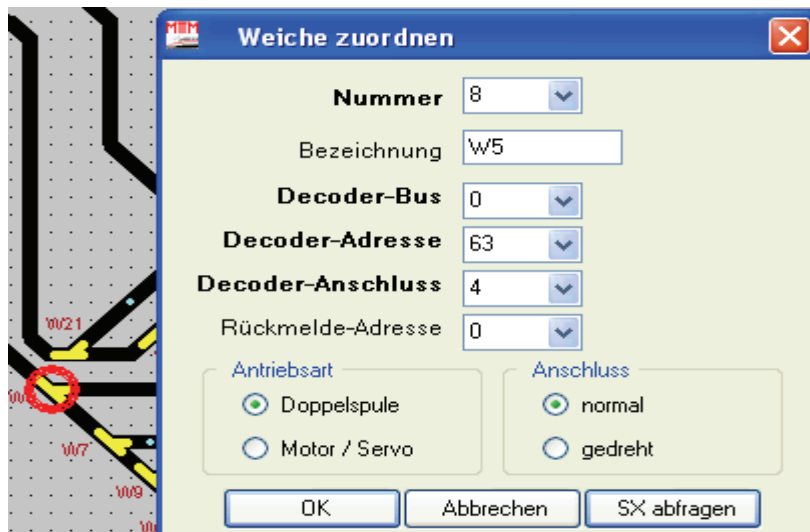 MEM
Weiche zuordnen
Nummer 8
Bezeichnung W5
Decoder-Bus 0
Decoder-Adresse 63
Decoder-Anschluss 4
Rückmelde-Adresse 0
Antriebsart
Doppelspule
Motor / Servo
Anschluss
normal
gedreht
OK Abbrechen SX abfragen
W21
W7
W9